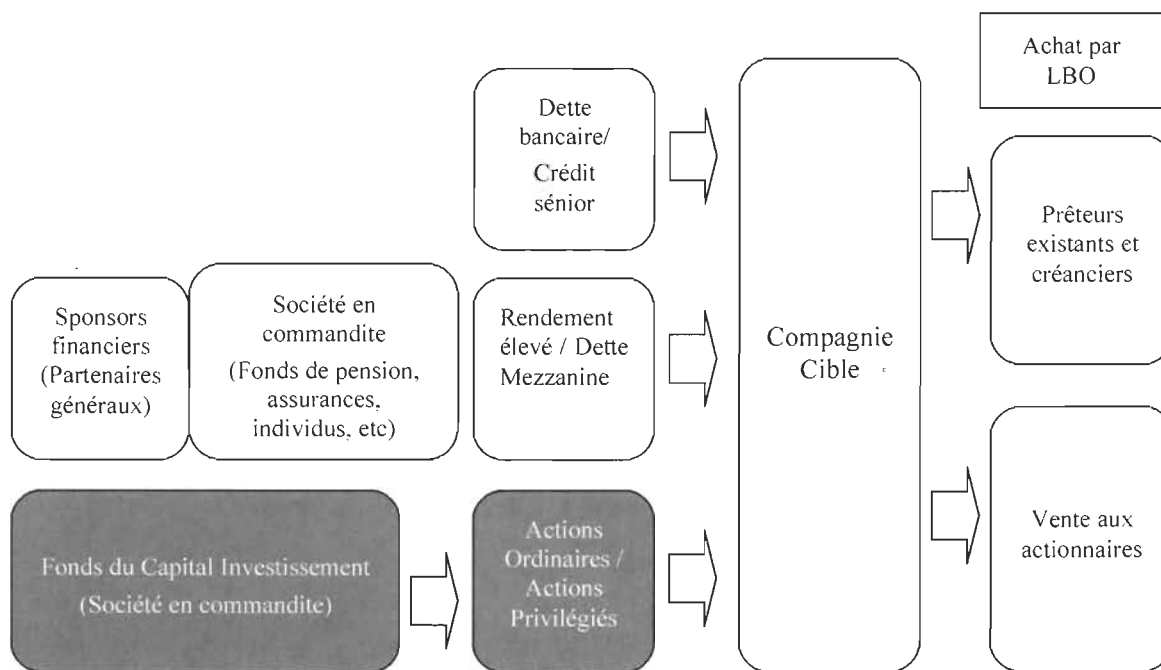 Achat par
LBO
Dette
bancaire/
Crédit
sénior
Prêteurs
existants et
créanciers
Sponsors
financiers
(Partenaires
généraux)
Société en
commandite
(Fonds de pension,
assurances,
individus, etc)
Rendement
élevé / Dette
Mezzanine
Compagnie
Cible
Fonds du Capital Investissement
(Société en commandite)
Actions
Ordinaires /
Actions
Privilégiés
Vente aux
actionnaires